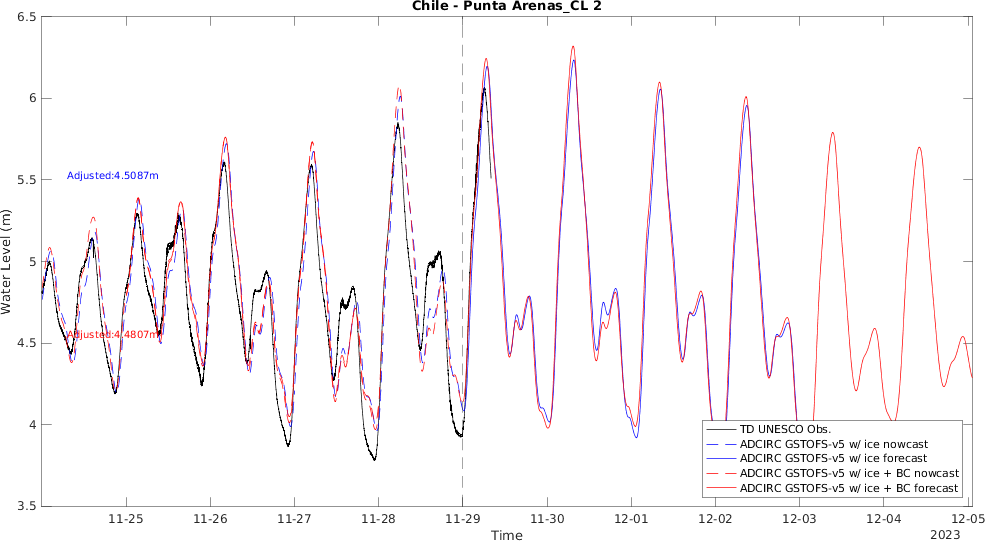 Chile - Punta Arenas_CL 2
6.5
6
5.5
5
4.5
4
3.5
Water Level (m)
Adjusted:4.5087m
Adjusted:4.4807m
TD UNESCO Obs.
ADCIRC GSTOFS-v5 w/ ice nowcast
ADCIRC GSTOFS-v5 w/ ice forecast
ADCIRC GSTOFS-v5 w/ ice + BC nowcast
ADCIRC GSTOFS-v5 w/ ice + BC forecast
11-25 11-26 11-27 11-28 11-29 11-30 12-01 12-02 12-03 12-04 12-05
Time
2023